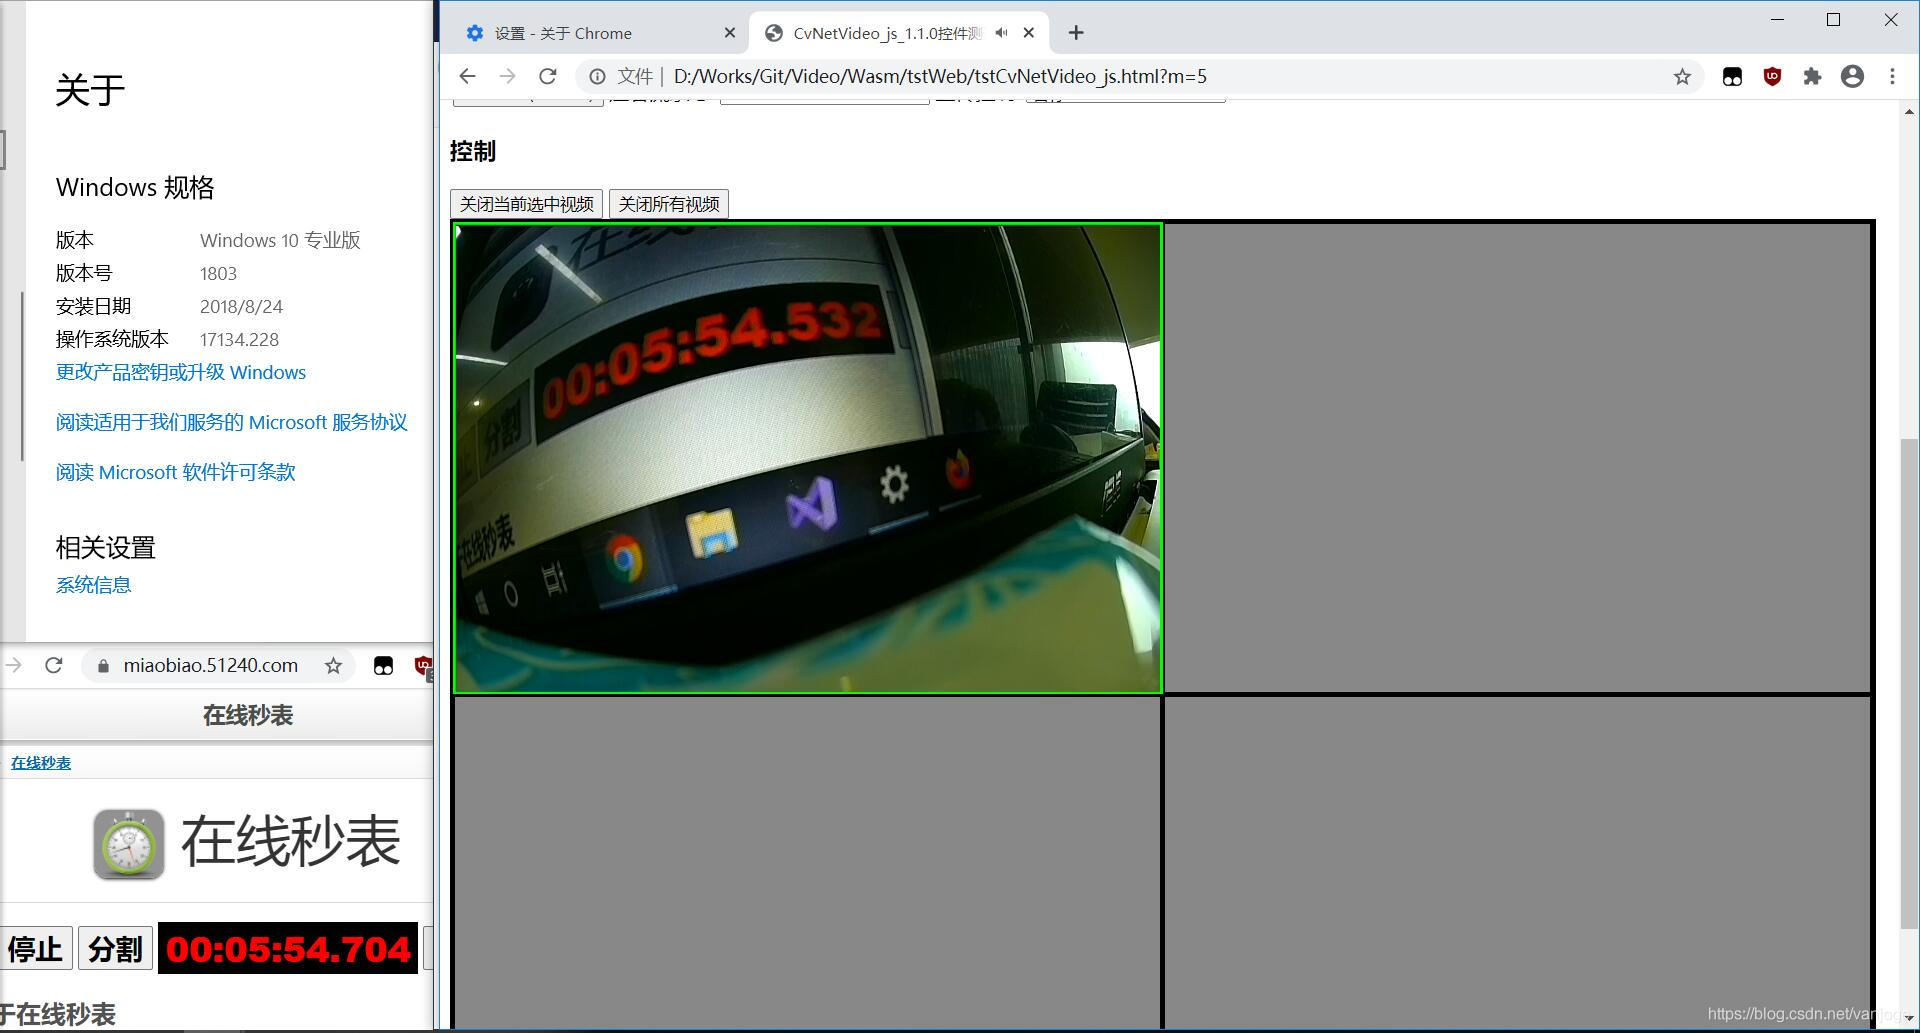 关于
Windows 规格
版本 Windows 10 专业版
版本号 1803
安装日期 2018/8/24
操作系统版本 17134.228
更改产品密钥或升级 Windows
阅读适用于我们服务的 Microsoft 服务协议
阅读 Microsoft 软件许可条款
相关设置
系统信息
miaobiao.51240.com
在线秒表
在线秒表
在线秒表
停止 分割 00:05:54.704
于在线秒表
设置 - 关于 Chrome
CvNetVideo_js_1.1.0控件测
文件 | D:/Works/Git/Video/Wasm/tstWeb/tstCvNetVideo_js.html?m=5
控制
关闭当前选中视频 关闭所有视频
在线
00:05:54.532
分割
在线秒表
https://blog.csdn.net/vanjoge